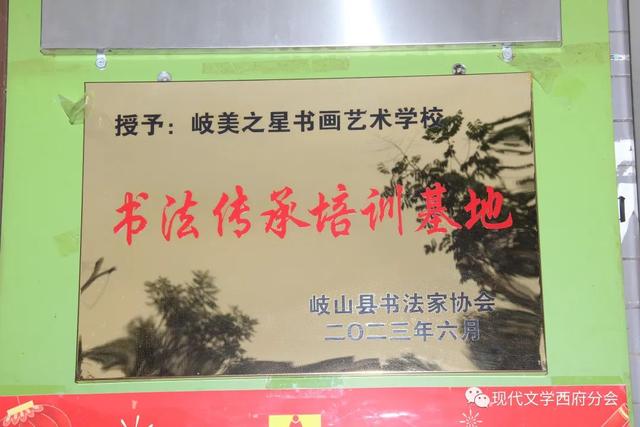 授予：岐美之星书画艺术学校
书法传承培训基地
岐山县书法家协会
二〇二三年六月
现代文学西府分会